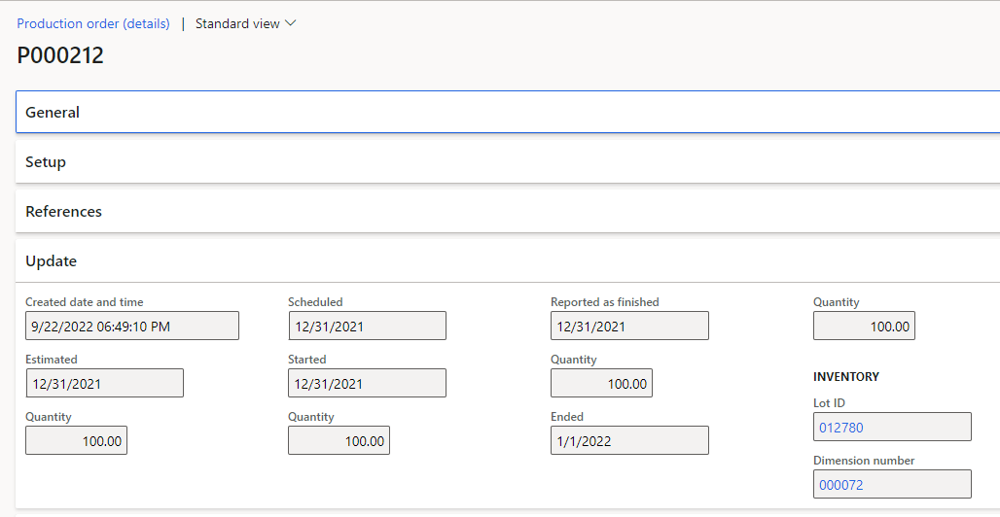 Production order (details) | Standard view
P000212
General
Setup
References
Update
Created date and time
9/22/2022 06:49:10 PM
Estimated
12/31/2021
Quantity
100.00
Scheduled
12/31/2021
Started
12/31/2021
Quantity
100.00
Reported as finished
12/31/2021
Quantity
100.00
Ended
1/1/2022
Quantity
100.00
INVENTORY
Lot ID
012780
Dimension number
000072